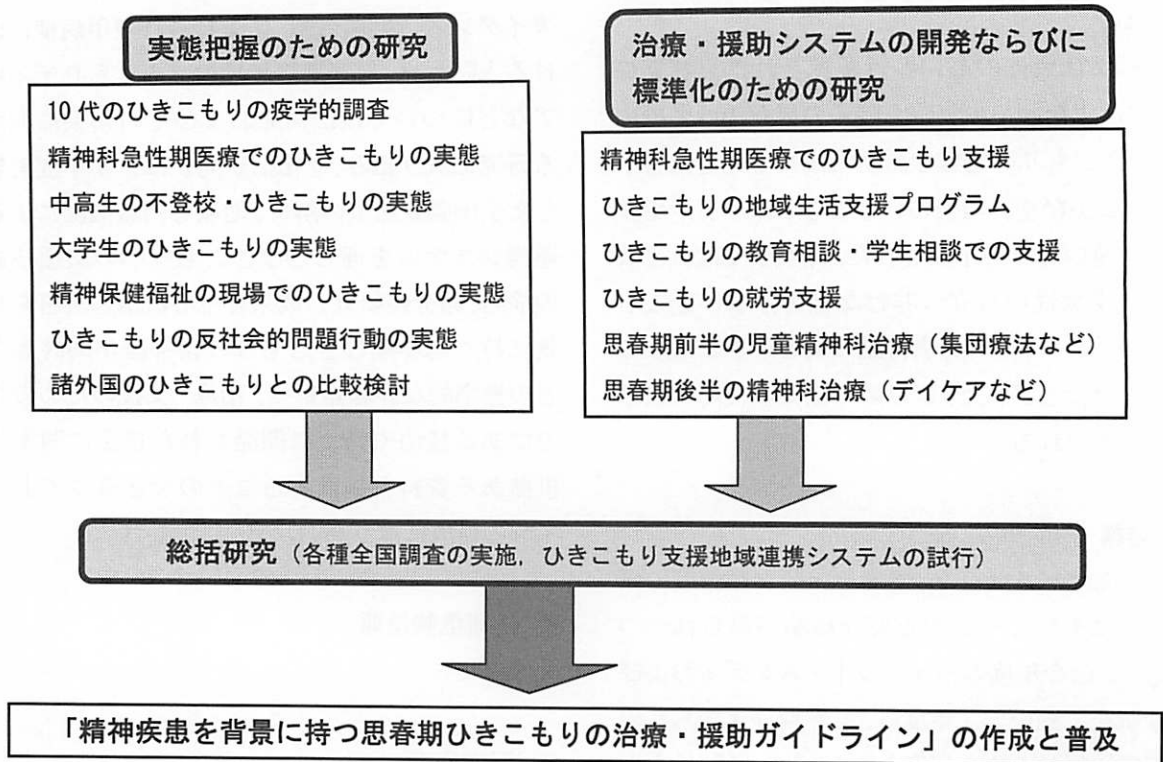 実態把握のための研究
10代のひきこもりの疫学的調査
精神科急性期医療でのひきこもりの実態
中高生の不登校・ひきこもりの実態
大学生のひきこもりの実態
精神保健福祉の現場でのひきこもりの実態
ひきこもりの反社会的問題行動の実態
諸外国のひきこもりとの比較検討
治療・援助システムの開発ならびに
標準化のための研究
精神科急性期医療でのひきこもり支援
ひきこもりの地域生活支援プログラム
ひきこもりの教育相談・学生相談での支援
ひきこもりの就労支援
思春期前半の児童精神科治療（集団療法など）
思春期後半の精神科治療（デイケアなど）
総括研究（各種全国調査の実施，ひきこもり支援地域連携システムの試行）
「精神疾患を背景に持つ思春期ひきこもりの治療・援助ガイドライン」の作成と普及